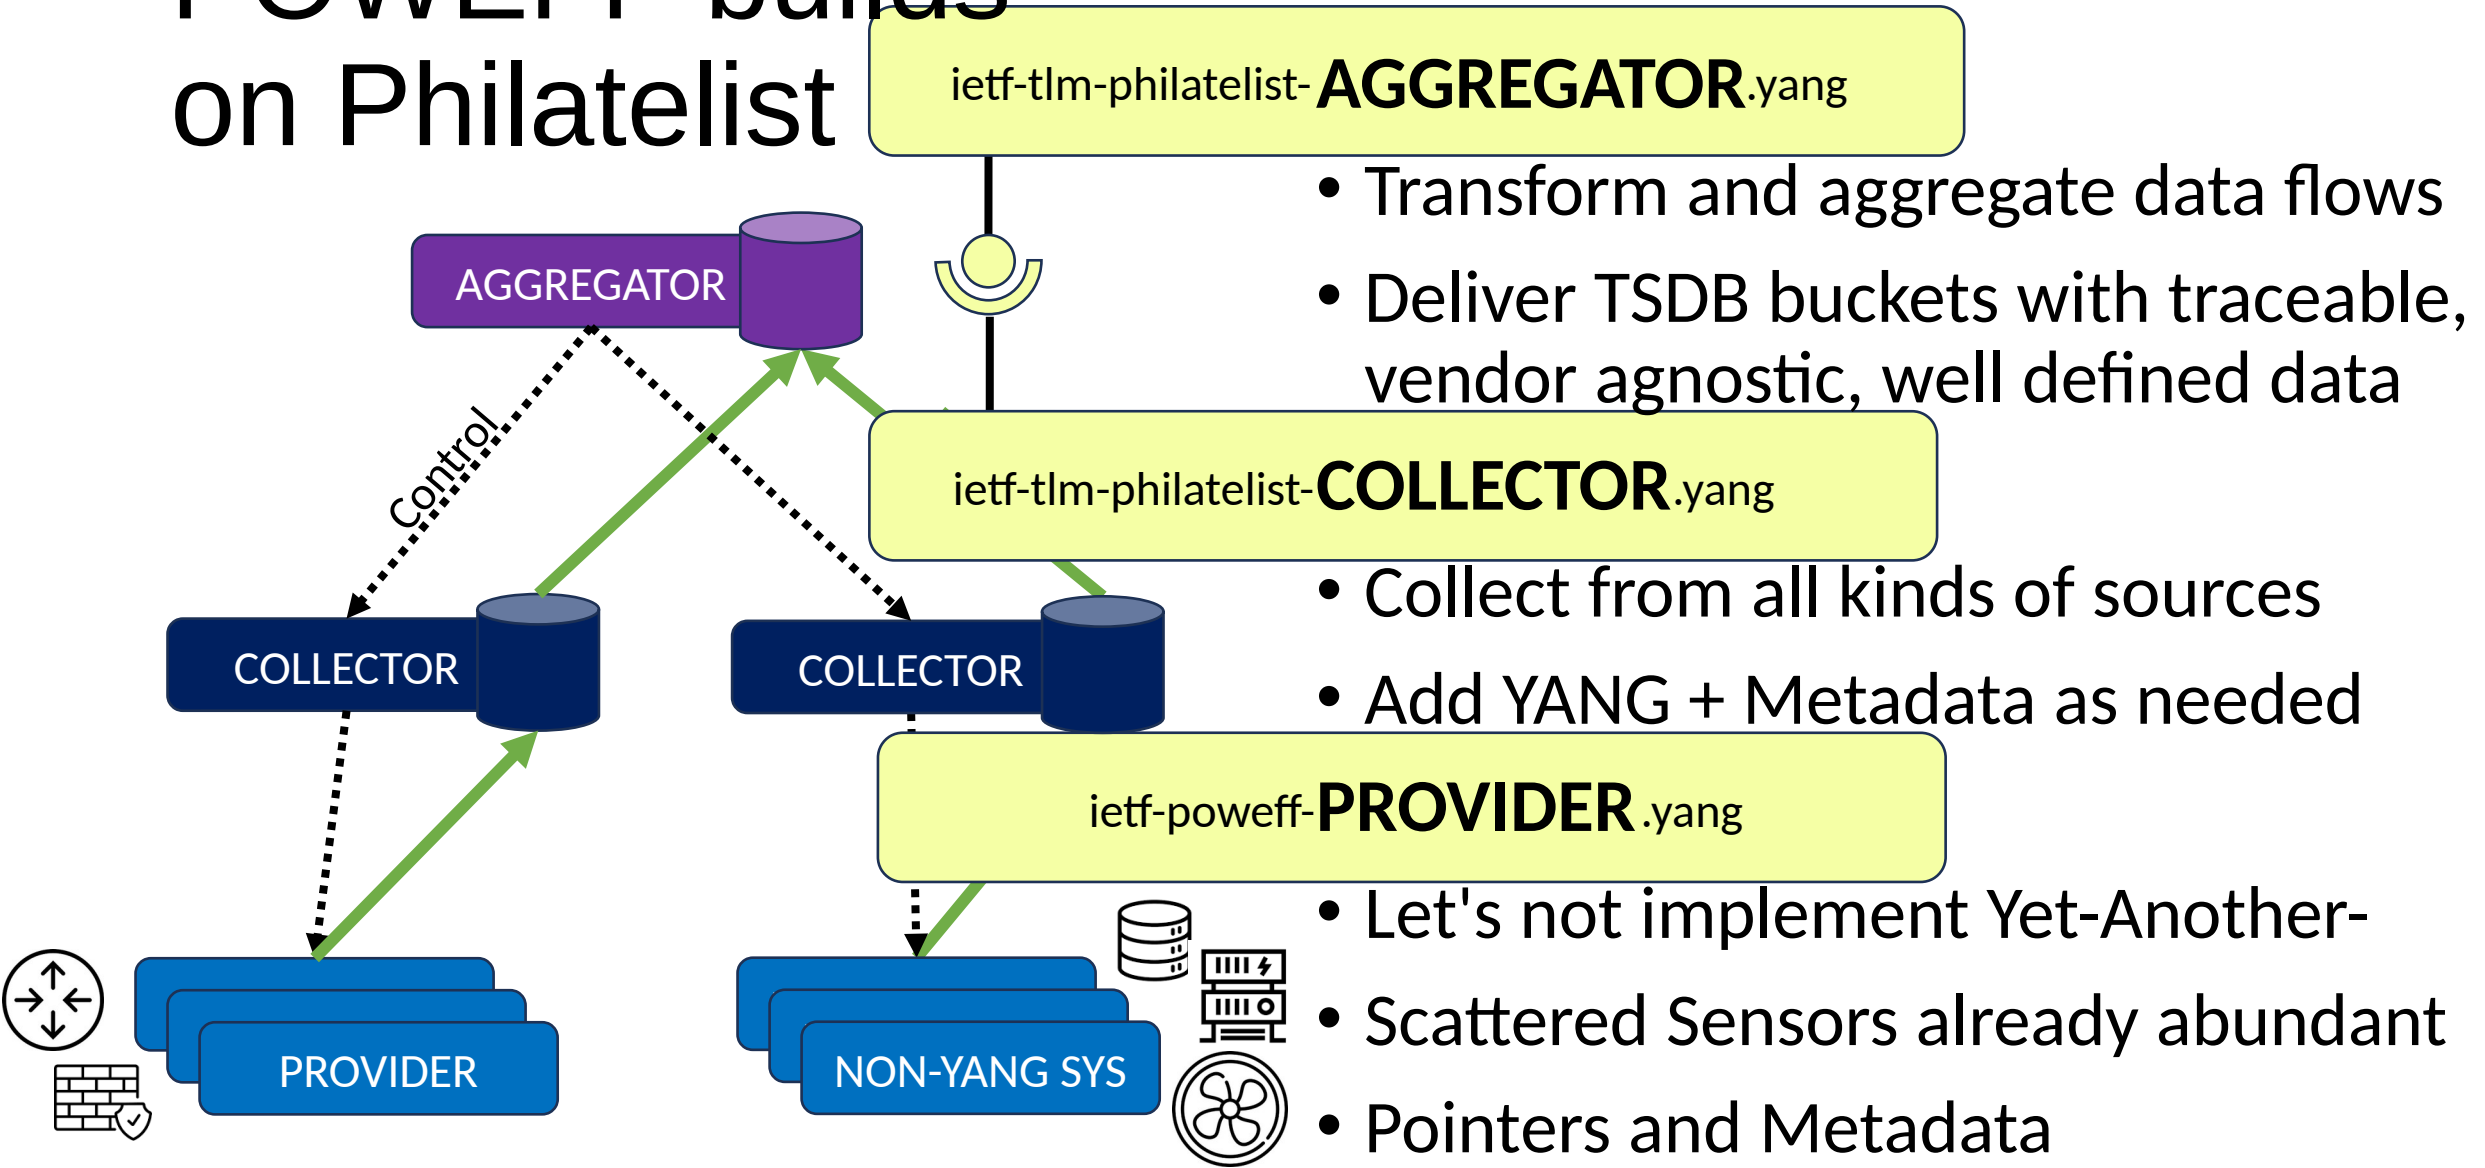 POWEFF builds
on Philatelist
ietf-tlm-philatelist-AGGREGATOR.yang
• Transform and aggregate data flows
• Deliver TSDB buckets with traceable,
vendor agnostic, well defined data
AGGREGATOR
Control
ietf-tlm-philatelist-COLLECTOR.yang
• Collect from all kinds of sources
• Add YANG + Metadata as needed
COLLECTOR
COLLECTOR
ietf-poweff-PROVIDER.yang
• Let's not implement Yet-Another-
• Scattered Sensors already abundant
• Pointers and Metadata
PROVIDER
NON-YANG SYS